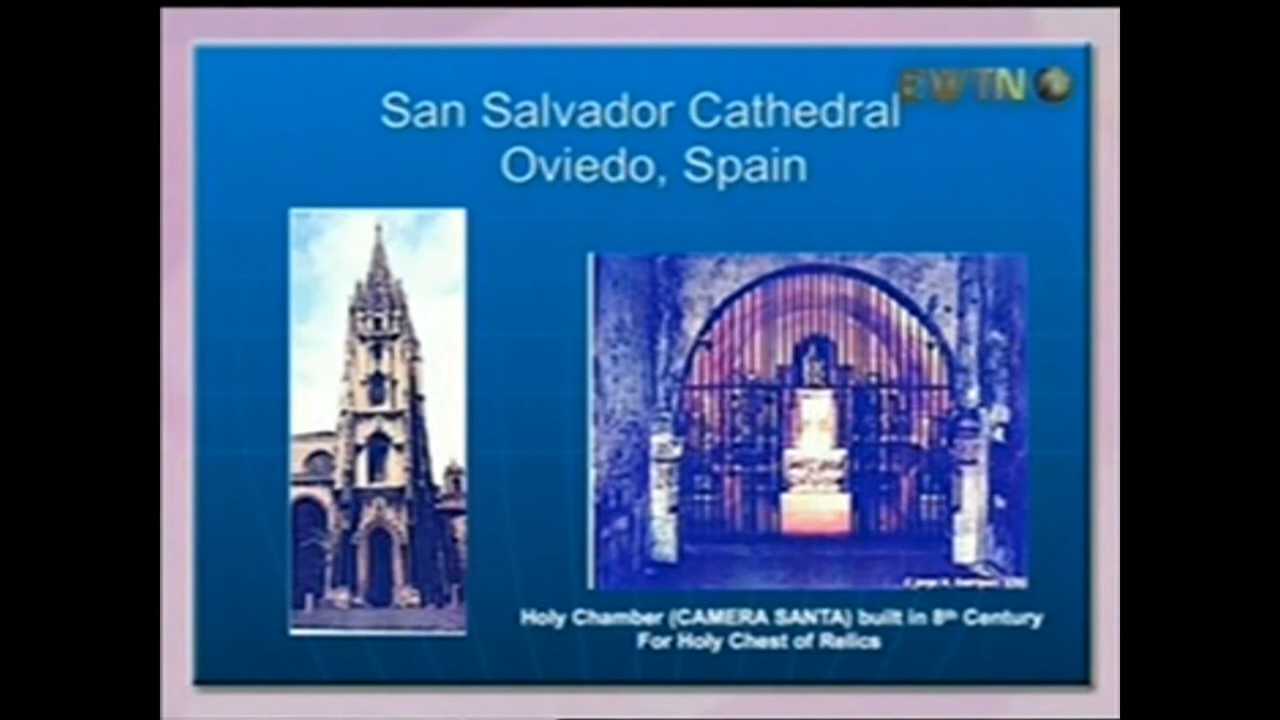 EWTN
San Salvador Cathedral
Oviedo, Spain
Holy Chamber (CAMERA SANTA) built in 8th Century
For Holy Chest of Relics